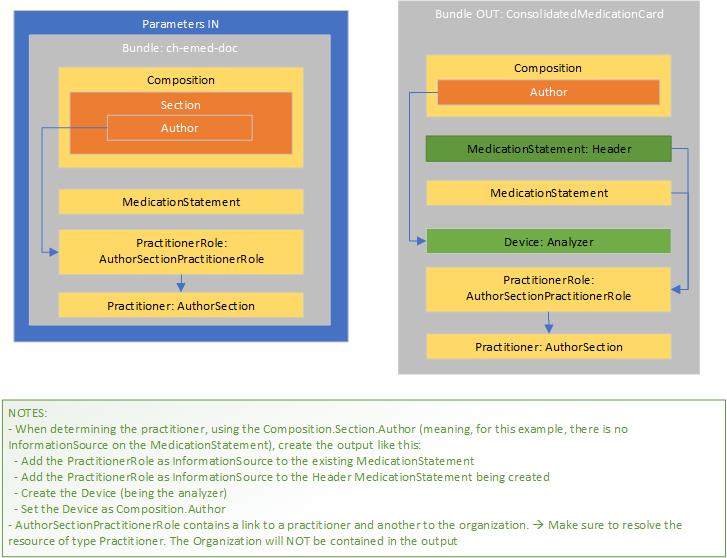 Parameters IN
Bundle: ch-emed-doc
Composition
Section
Author
MedicationStatement
PractitionerRole:
AuthorSectionPractitionerRole
Practitioner: AuthorSection
Bundle OUT: ConsolidatedMedicationCard
Composition
Author
MedicationStatement: Header
MedicationStatement
Device: Analyzer
PractitionerRole:
AuthorSectionPractitionerRole
Practitioner: AuthorSection
NOTES:
- When determining the practitioner, using the Composition.Section.Author (meaning, for this example, there is no
InformationSource on the MedicationStatement), create the output like this:
- Add the PractitionerRole as InformationSource to the existing MedicationStatement
- Add the PractitionerRole as InformationSource to the Header MedicationStatement being created
- Create the Device (being the analyzer)
- Set the Device as Composition.Author
- AuthorSectionPractitionerRole contains a link to a practitioner and another to the organization. → Make sure to resolve the
resource of type Practitioner. The Organization will NOT be contained in the output